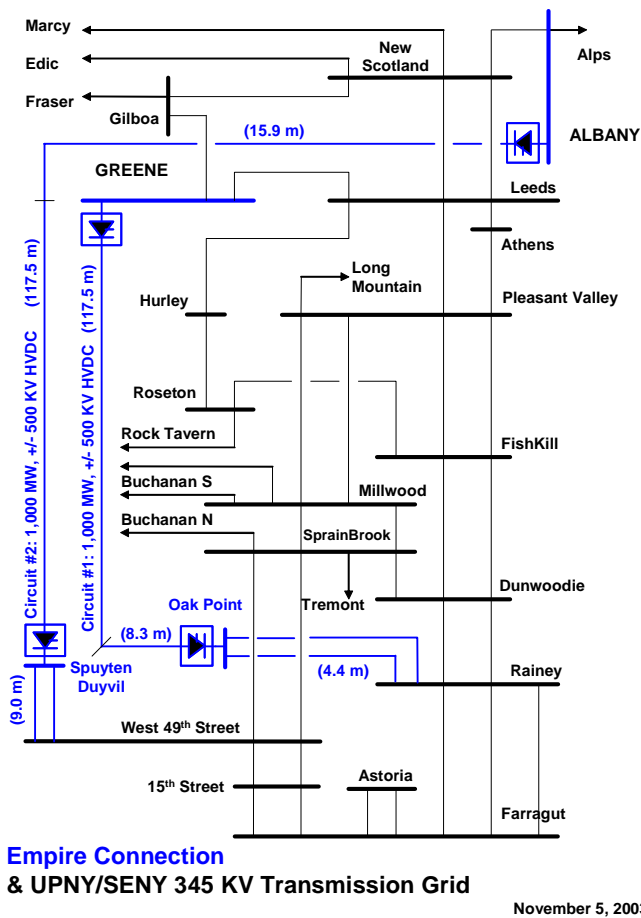 Marcy
New
Scotland
Edic
Alps
Fraser
Gilboa
(15.9 m)
ALBANY
GREENE
Leeds
Athens
Long
Mountain
Pleasant Valley
Hurley
(117.5 m)
(117.5 m)
Circuit #2: 1,000 MW, +/- 500 KV HVDC
Circuit #1: 1,000 MW, +/- 500 KV HVDC
Roseton
Rock Tavern
FishKill
Buchanan S
Millwood
Buchanan N
SprainBrook
Dunwoodie
Tremont
Oak Point
(8.3 m)
Spuyten
Duyvil
(4.4 m)
Rainey
(9.0 m)
West 49th Street
15th Street
Astoria
Farragut
Empire Connection
& UPNY/SENY 345 KV Transmission Grid
November 5, 200